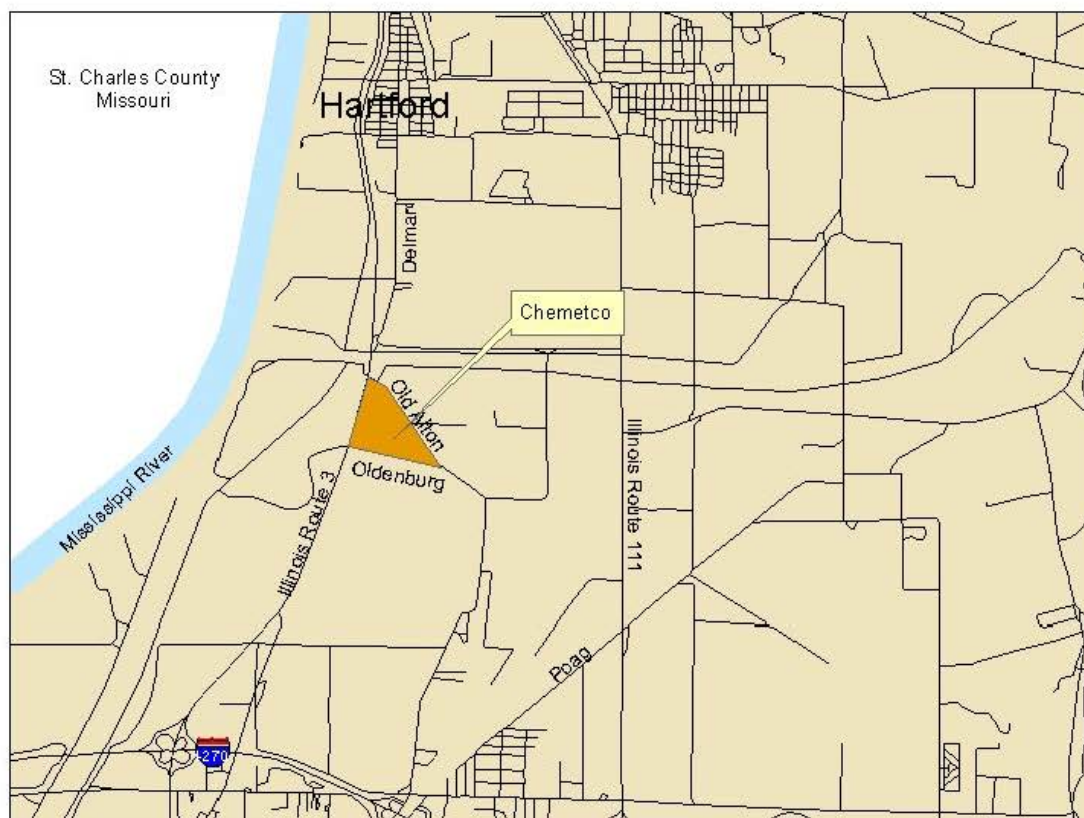 St. Charles County
Missouri
Hartford
Delmar
Chemetco
Old Alton
Oldenburg
Mississippi River
Illinois Route 3
Illinois Route 111
Poag
270